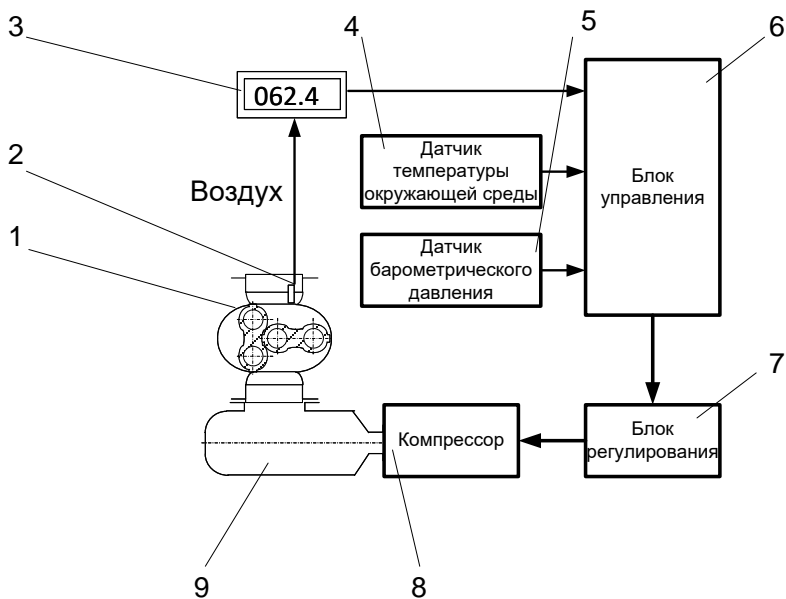 3
4
5
6
062.4
Датчик
температуры
окружающей среды
Блок
управления
2
Воздух
1
Датчик
барометрического
давления
7
Компрессор
Блок
регулирования
9
8